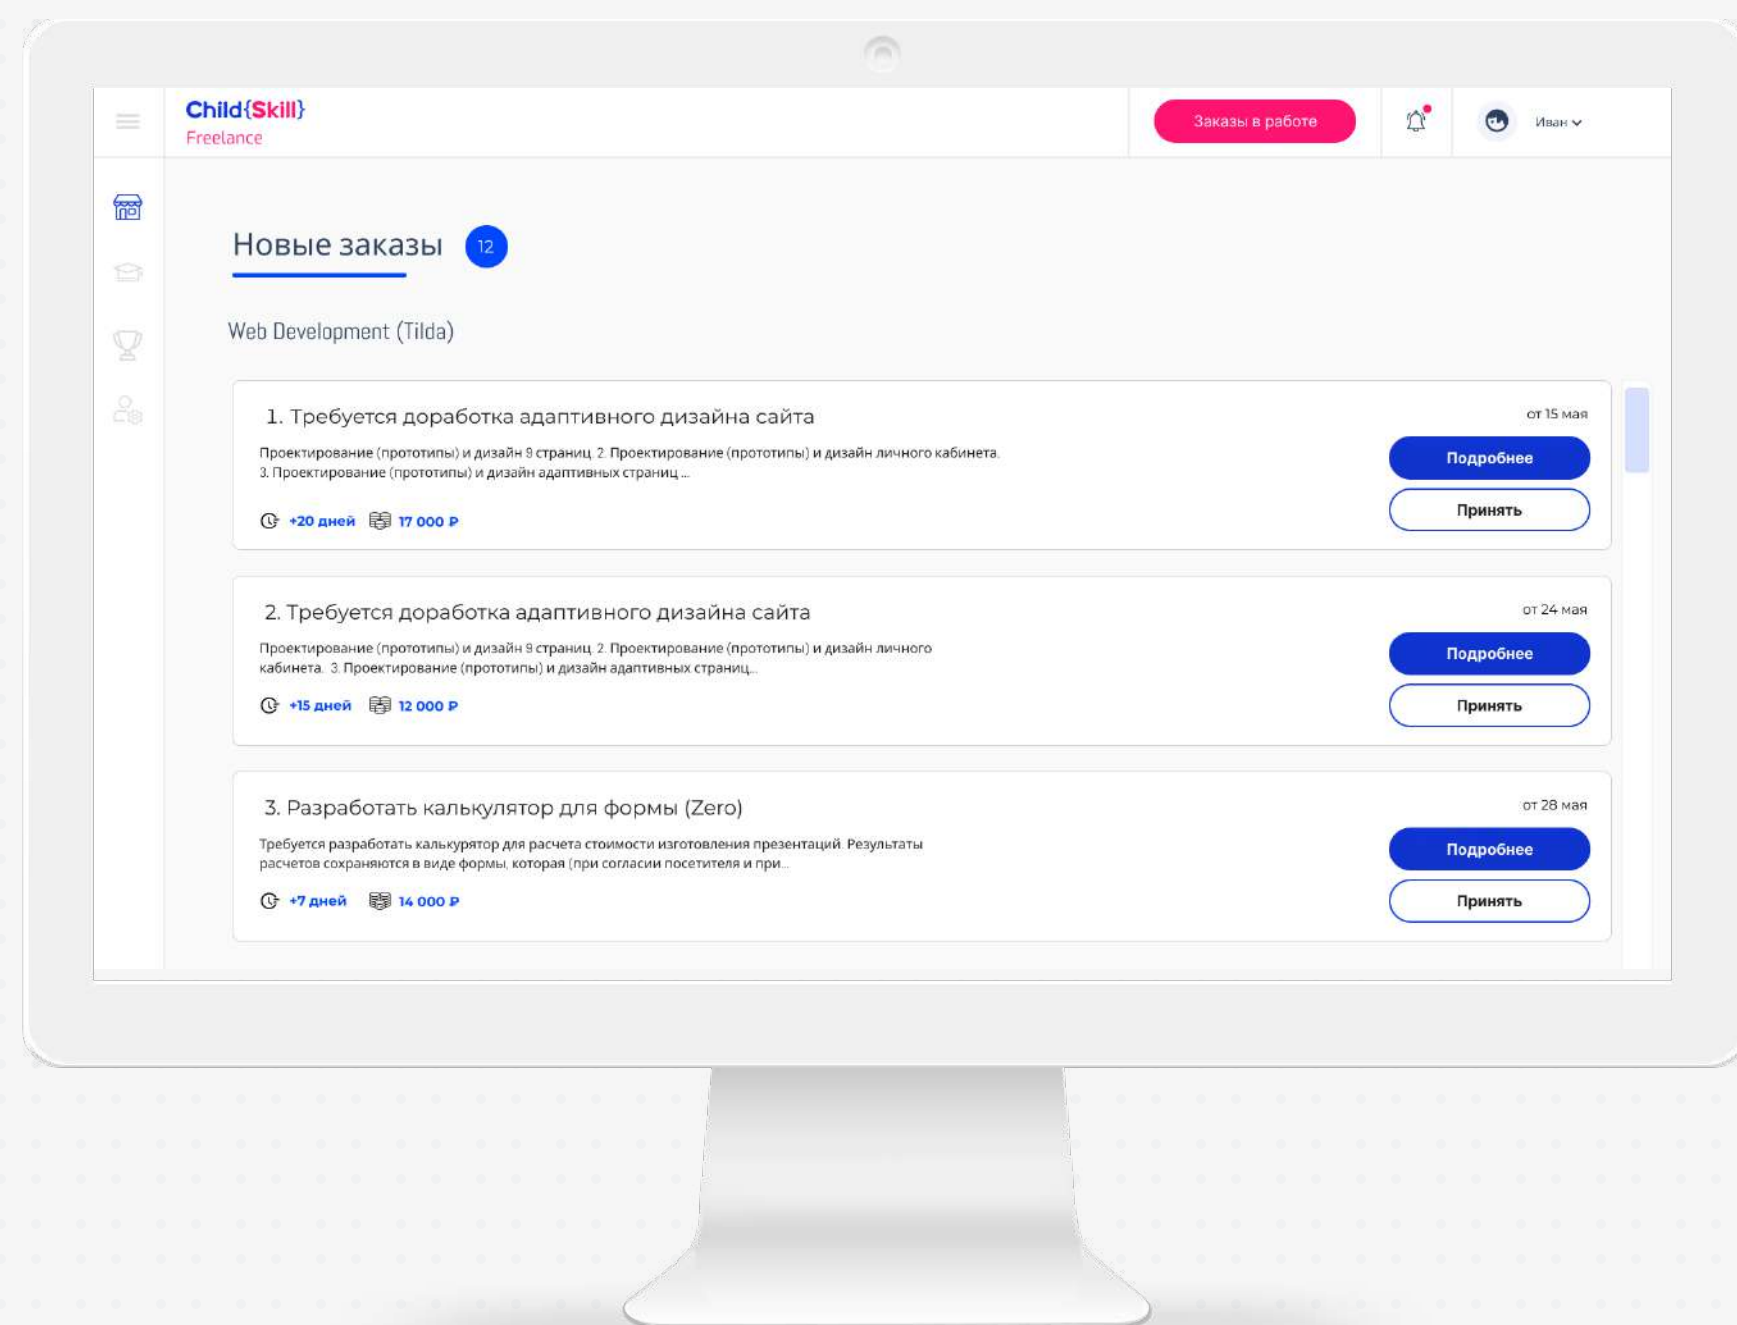 Child{Skill}
Freelance
Заказы в работе
Иван
Новые заказы 12
Web Development (Tilda)
1. Требуется доработка адаптивного дизайна сайта
от 15 мая
Проектирование (прототипы) и дизайн 9 страниц. 2. Проектирование (прототипы) и дизайн личного кабинета.
3. Проектирование (прототипы) и дизайн адаптивных страниц ...
Подробнее
Принять
+20 дней 17 000 ₽
2. Требуется доработка адаптивного дизайна сайта
от 24 мая
Проектирование (прототипы) и дизайн 9 страниц. 2. Проектирование (прототипы) и дизайн личного
кабинета. 3. Проектирование (прототипы) и дизайн адаптивных страниц...
Подробнее
Принять
+15 дней 12 000 ₽
3. Разработать калькулятор для формы (Zero)
от 28 мая
Требуется разработать калькурятор для расчета стоимости изготовления презентаций. Результаты
расчетов сохраняются в виде формы, которая (при согласии посетителя и при...
Подробнее
Принять
+7 дней 14 000 ₽